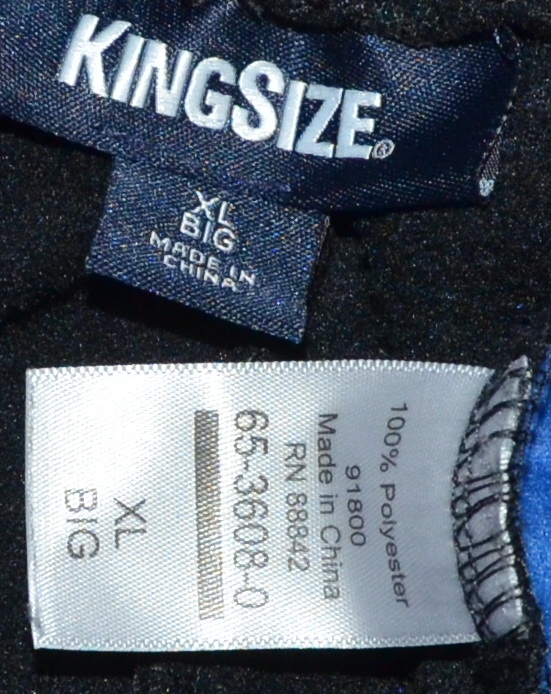 KINGSIZE®
XL
BIG
MADE IN
CHINA
100% Polyester
91800
Made in China
RN 88842
65-3608-0
XL
BIG